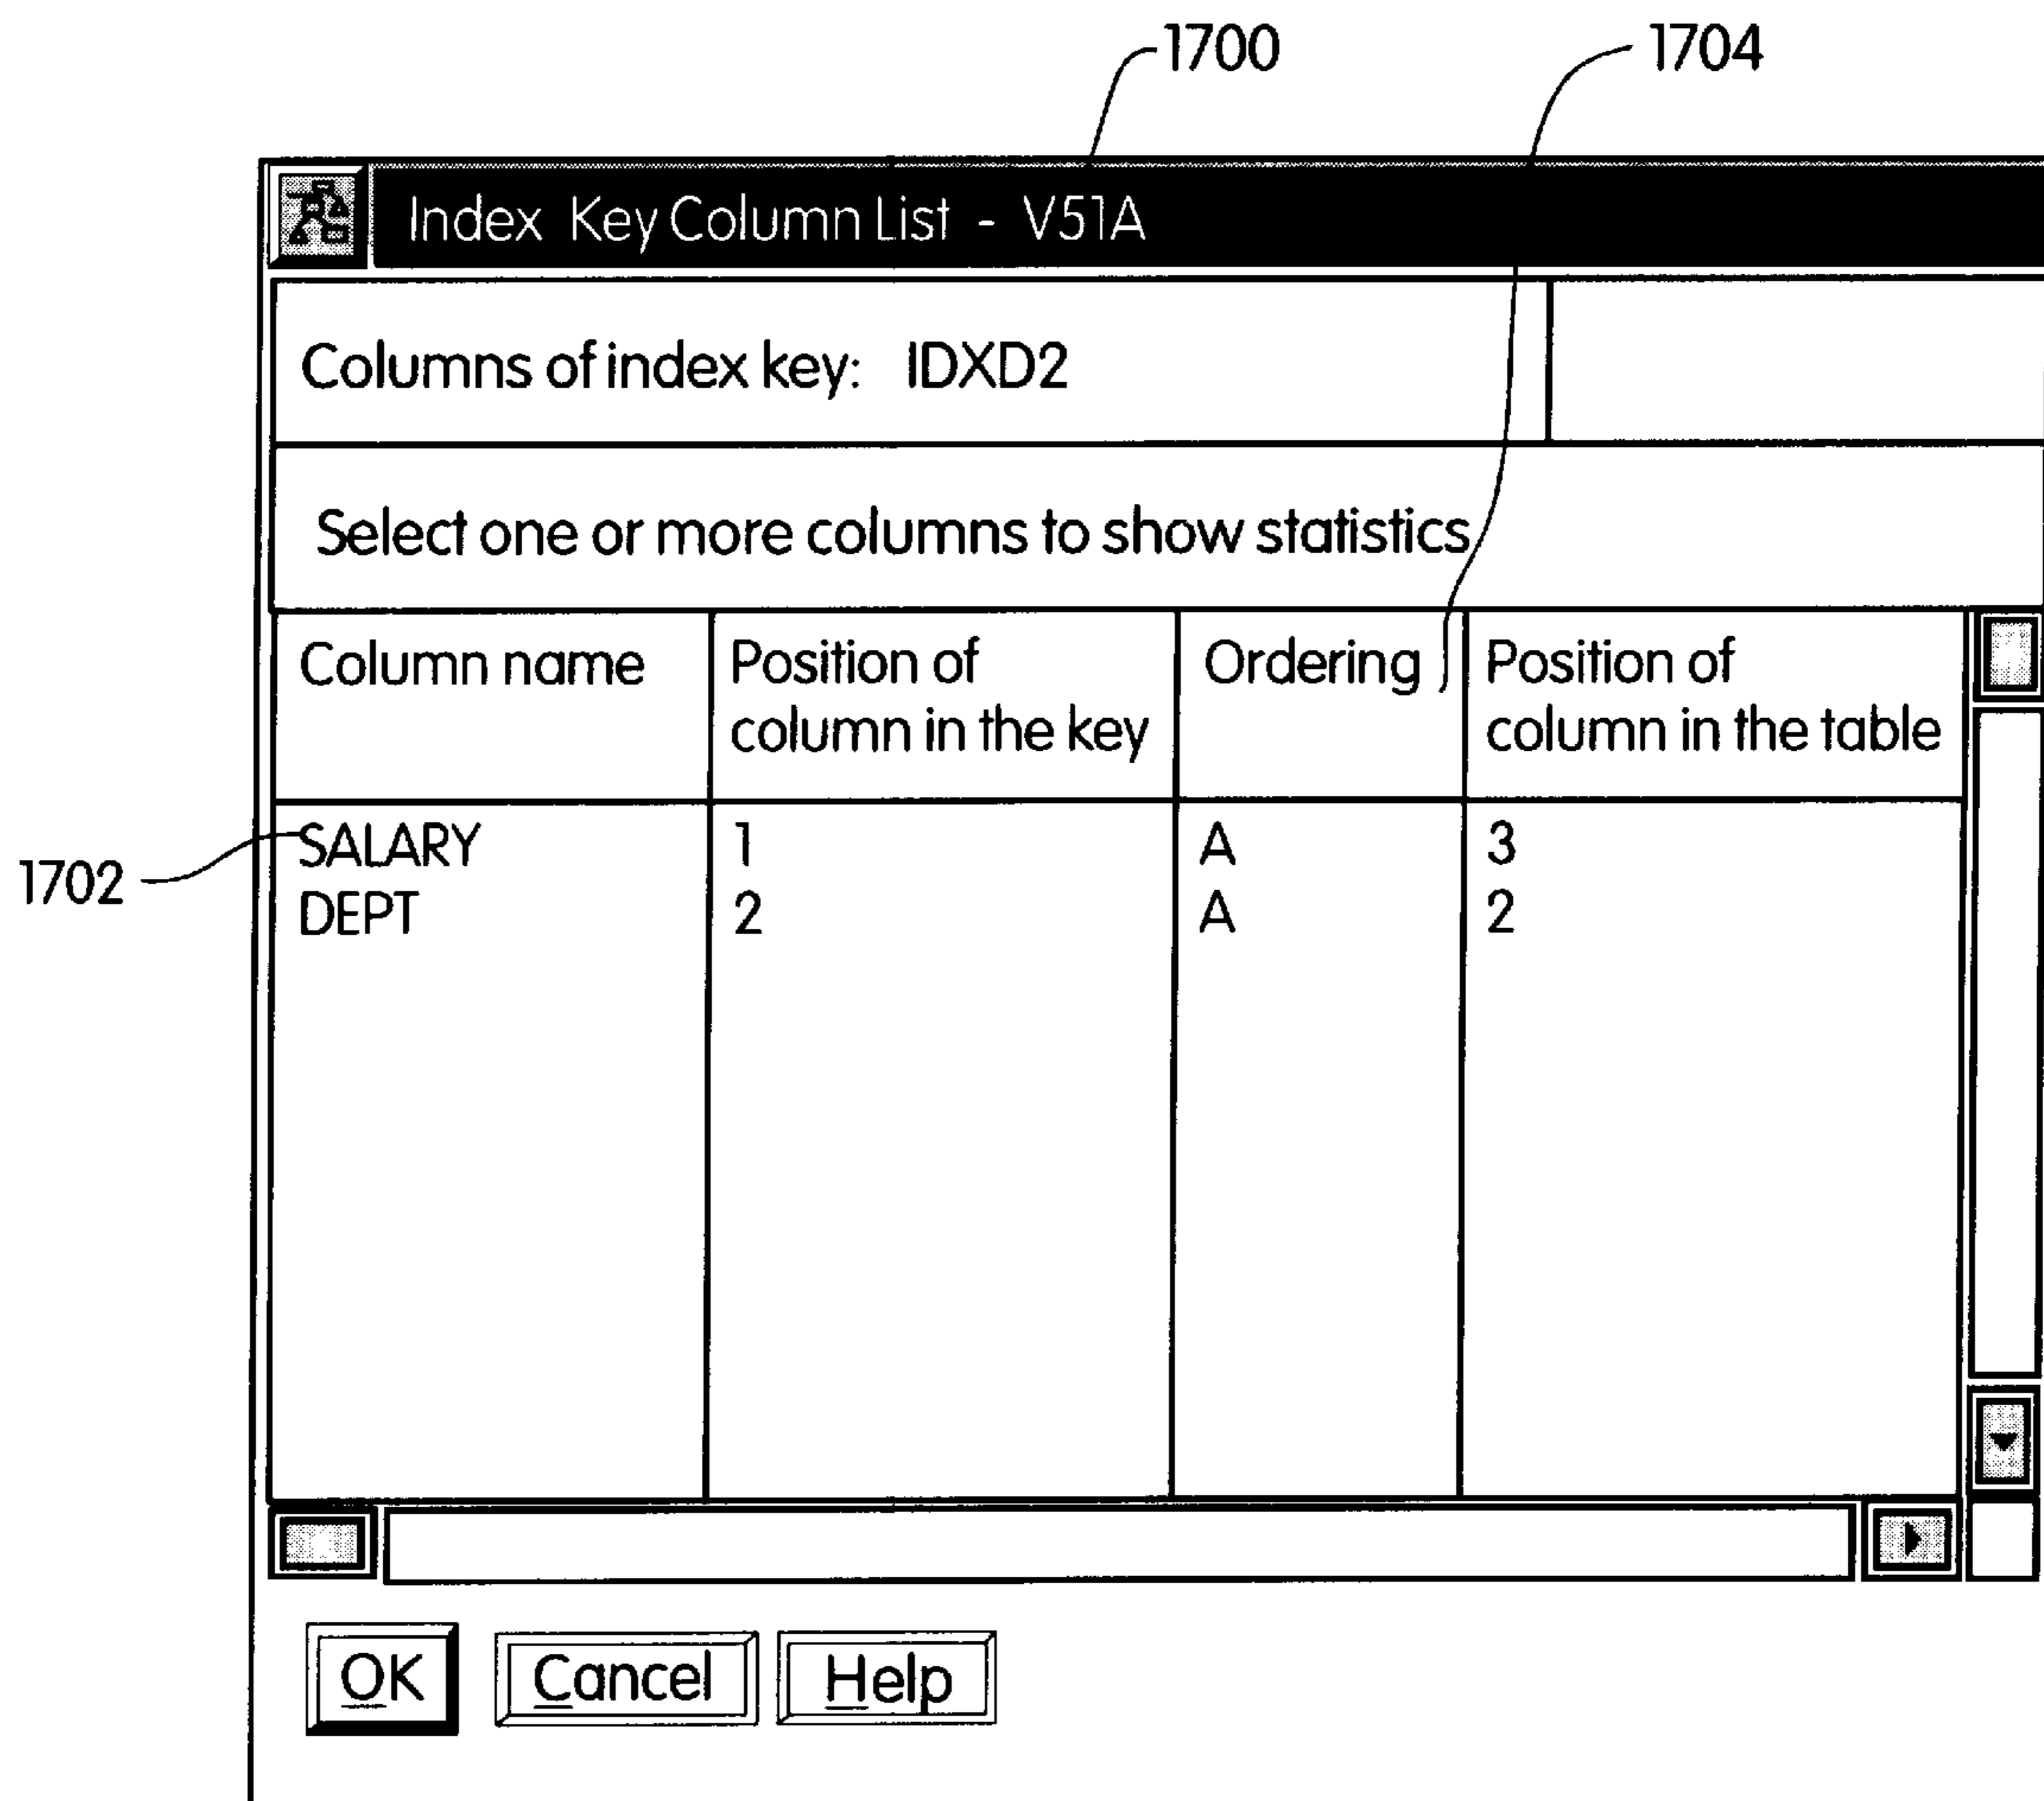 1700 1704
Index Key Column List - V51A
Columns of index key: IDXD2
Select one or more columns to show statistics
Column name Position of column in the key Ordering Position of column in the table
SALARY 1 A 3
1702
DEPT 2 A 2
OK Cancel Help